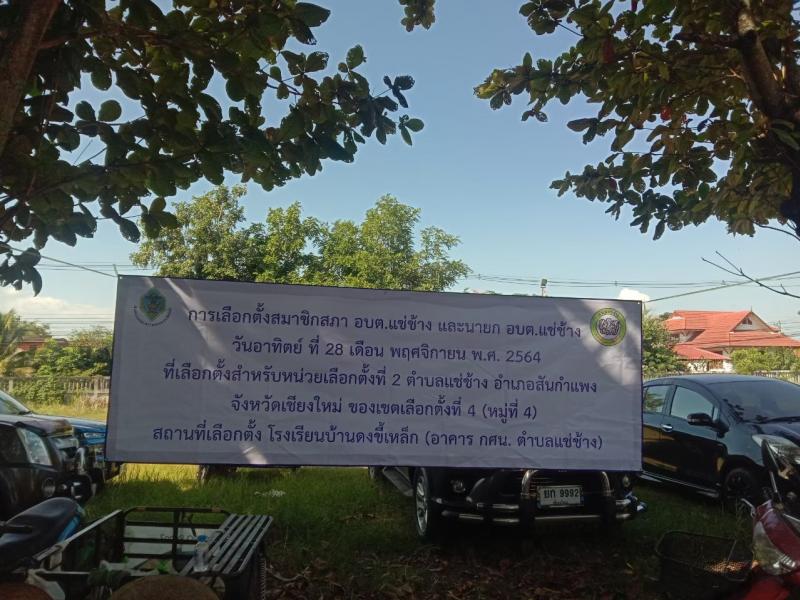 การเลือกตั้งสมาชิกสภา อบต.แช่ช้าง และนายก อบต.แช่ช้าง
วันอาทิตย์ ที่ 28 เดือน พฤศจิกายน พ.ศ. 2564
ที่เลือกตั้งสำหรับหน่วยเลือกตั้งที่ 2 ตำบลแช่ช้าง อำเภอสันกำแพง
จังหวัดเชียงใหม่ ของเขตเลือกตั้งที่ 4 (หมู่ที่ 4)
สถานที่เลือกตั้ง โรงเรียนบ้านดงขี้เหล็ก (อาคาร กศน. ตำบลแช่ช้าง)
ยก 9992